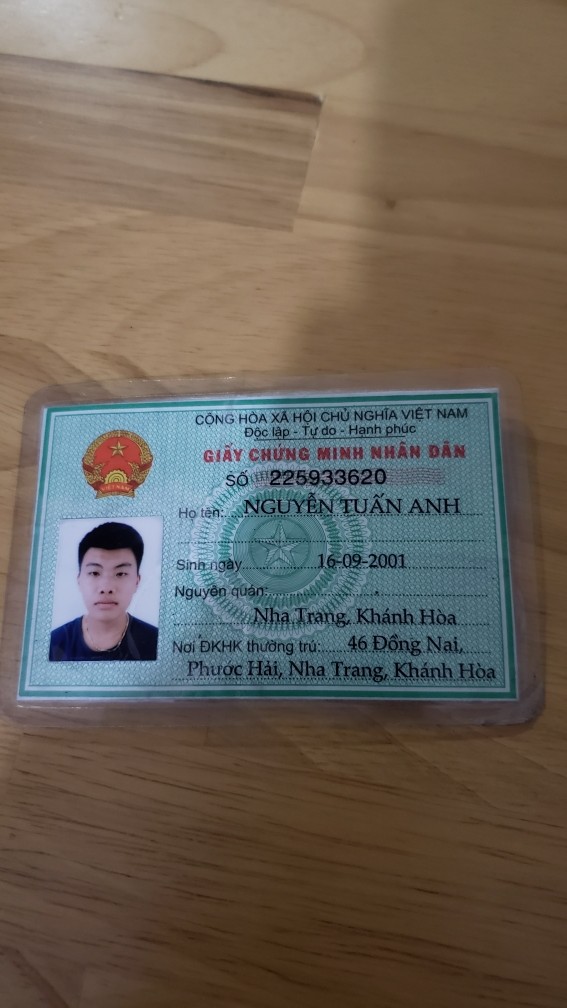 CỘNG HÒA XÃ HỘI CHỦ NGHĨA VIỆT NAM
Độc lập - Tự do - Hạnh phúc
GIẤY CHỨNG MINH NHÂN DÂN
SỐ 225933620
Họ tên: NGUYỄN TUẤN ANH
Sinh ngày 16-09-2001
Nguyên quán:
Nha Trang, Khánh Hòa
Nơi ĐKHK thường trú: 46 Đồng Nai,
Phước Hải, Nha Trang, Khánh Hòa
VIỆT NAM